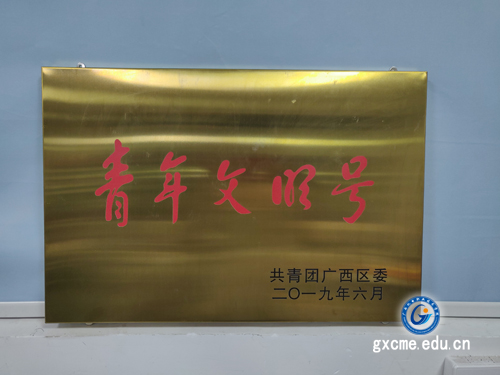 青年文明号
共青团广西区委
二〇一九年六月
gxcme.edu.cn